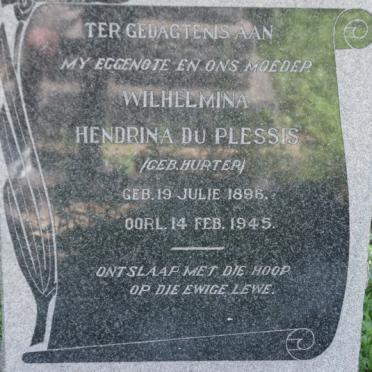 TER GEDAGTENIS AAN
MY EGGENOTE EN ONS MOEDER
WILHELMINA
HENDRINA DU PLESSIS
(GEB. HURTER)
GEB. 19 JULIE 1896.
OORL. 14 FEB. 1945.
ONTSLAAP MET DIE HOOP
OP DIE EWIGE LEWE.